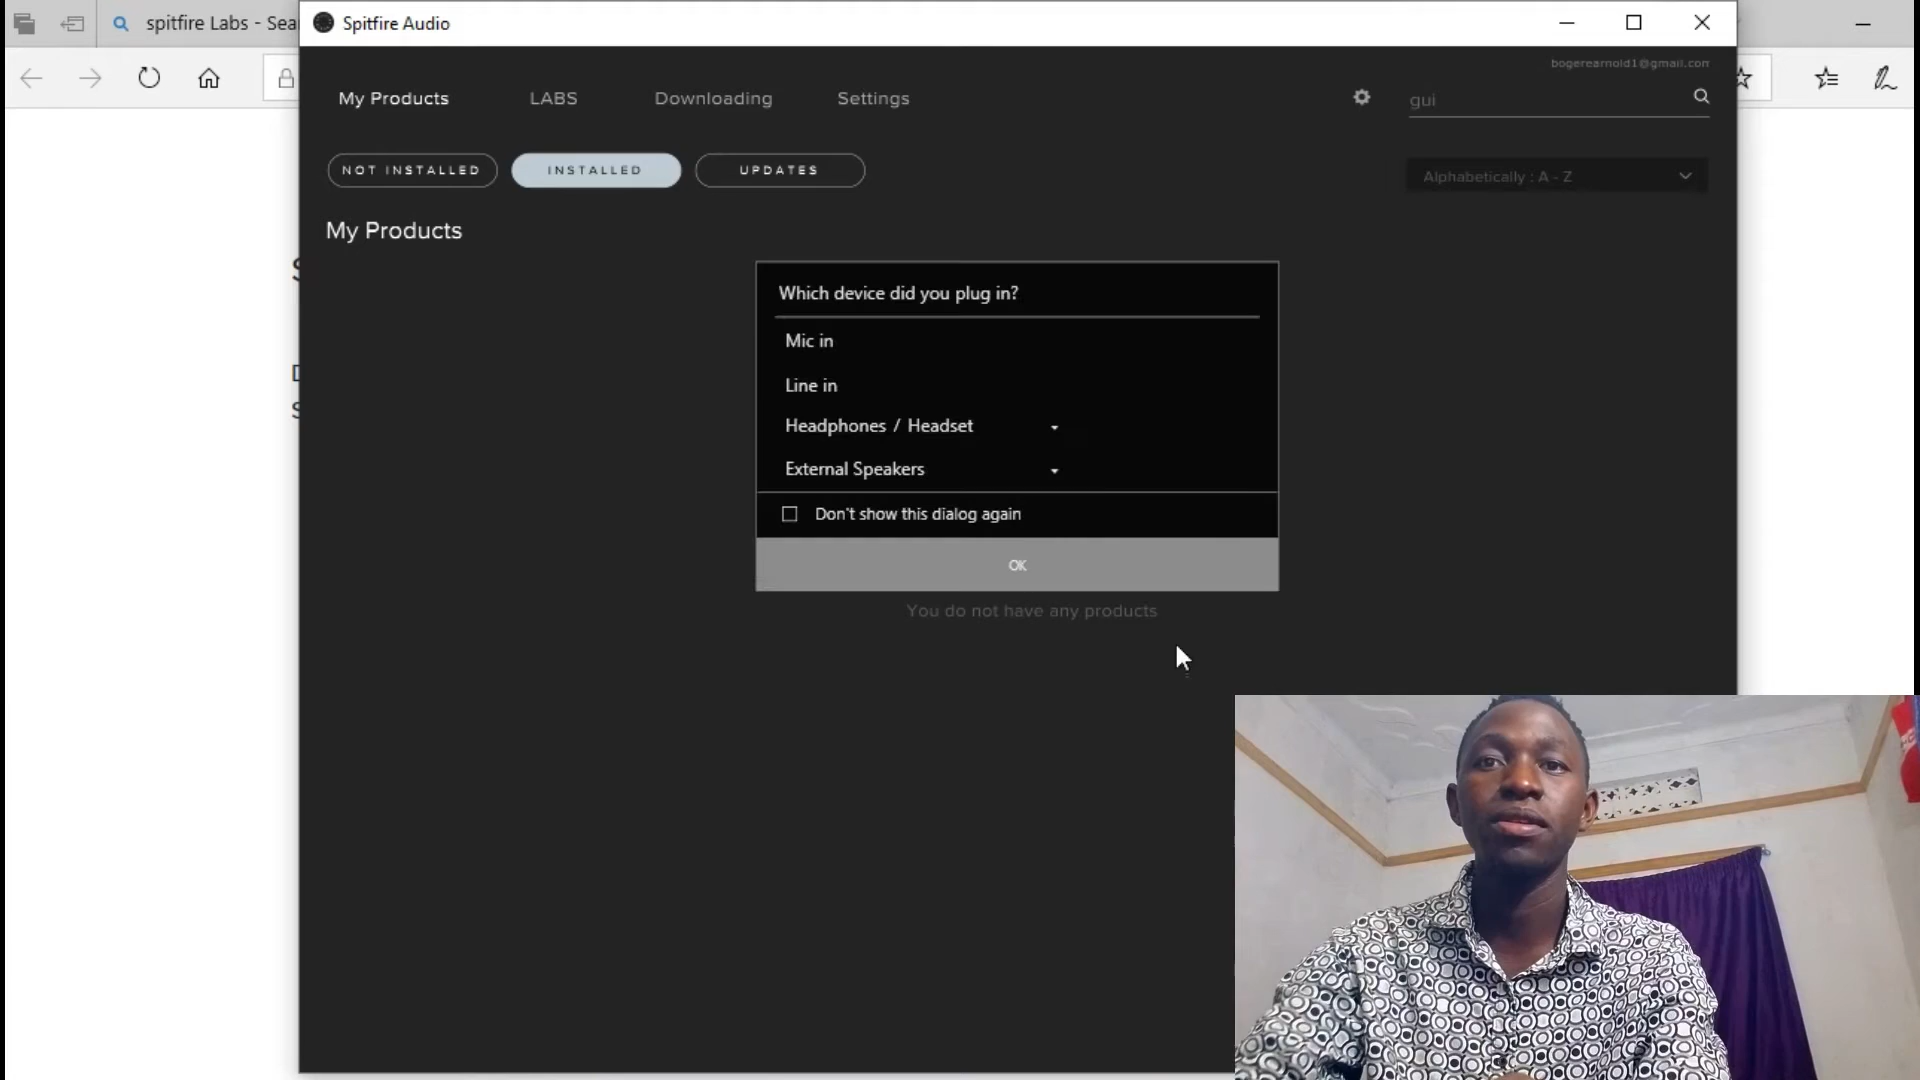 spitfire Labs - Sea
Spitfire Audio
bogerearnold1@gmail.com
My Products
LABS
Downloading
Settings
gui
NOT INSTALLED
INSTALLED
UPDATES
Alphabetically : A - Z
My Products
Which device did you plug in?
Mic in
Line in
Headphones / Headset
External Speakers
Don't show this dialog again
OK
You do not have any products